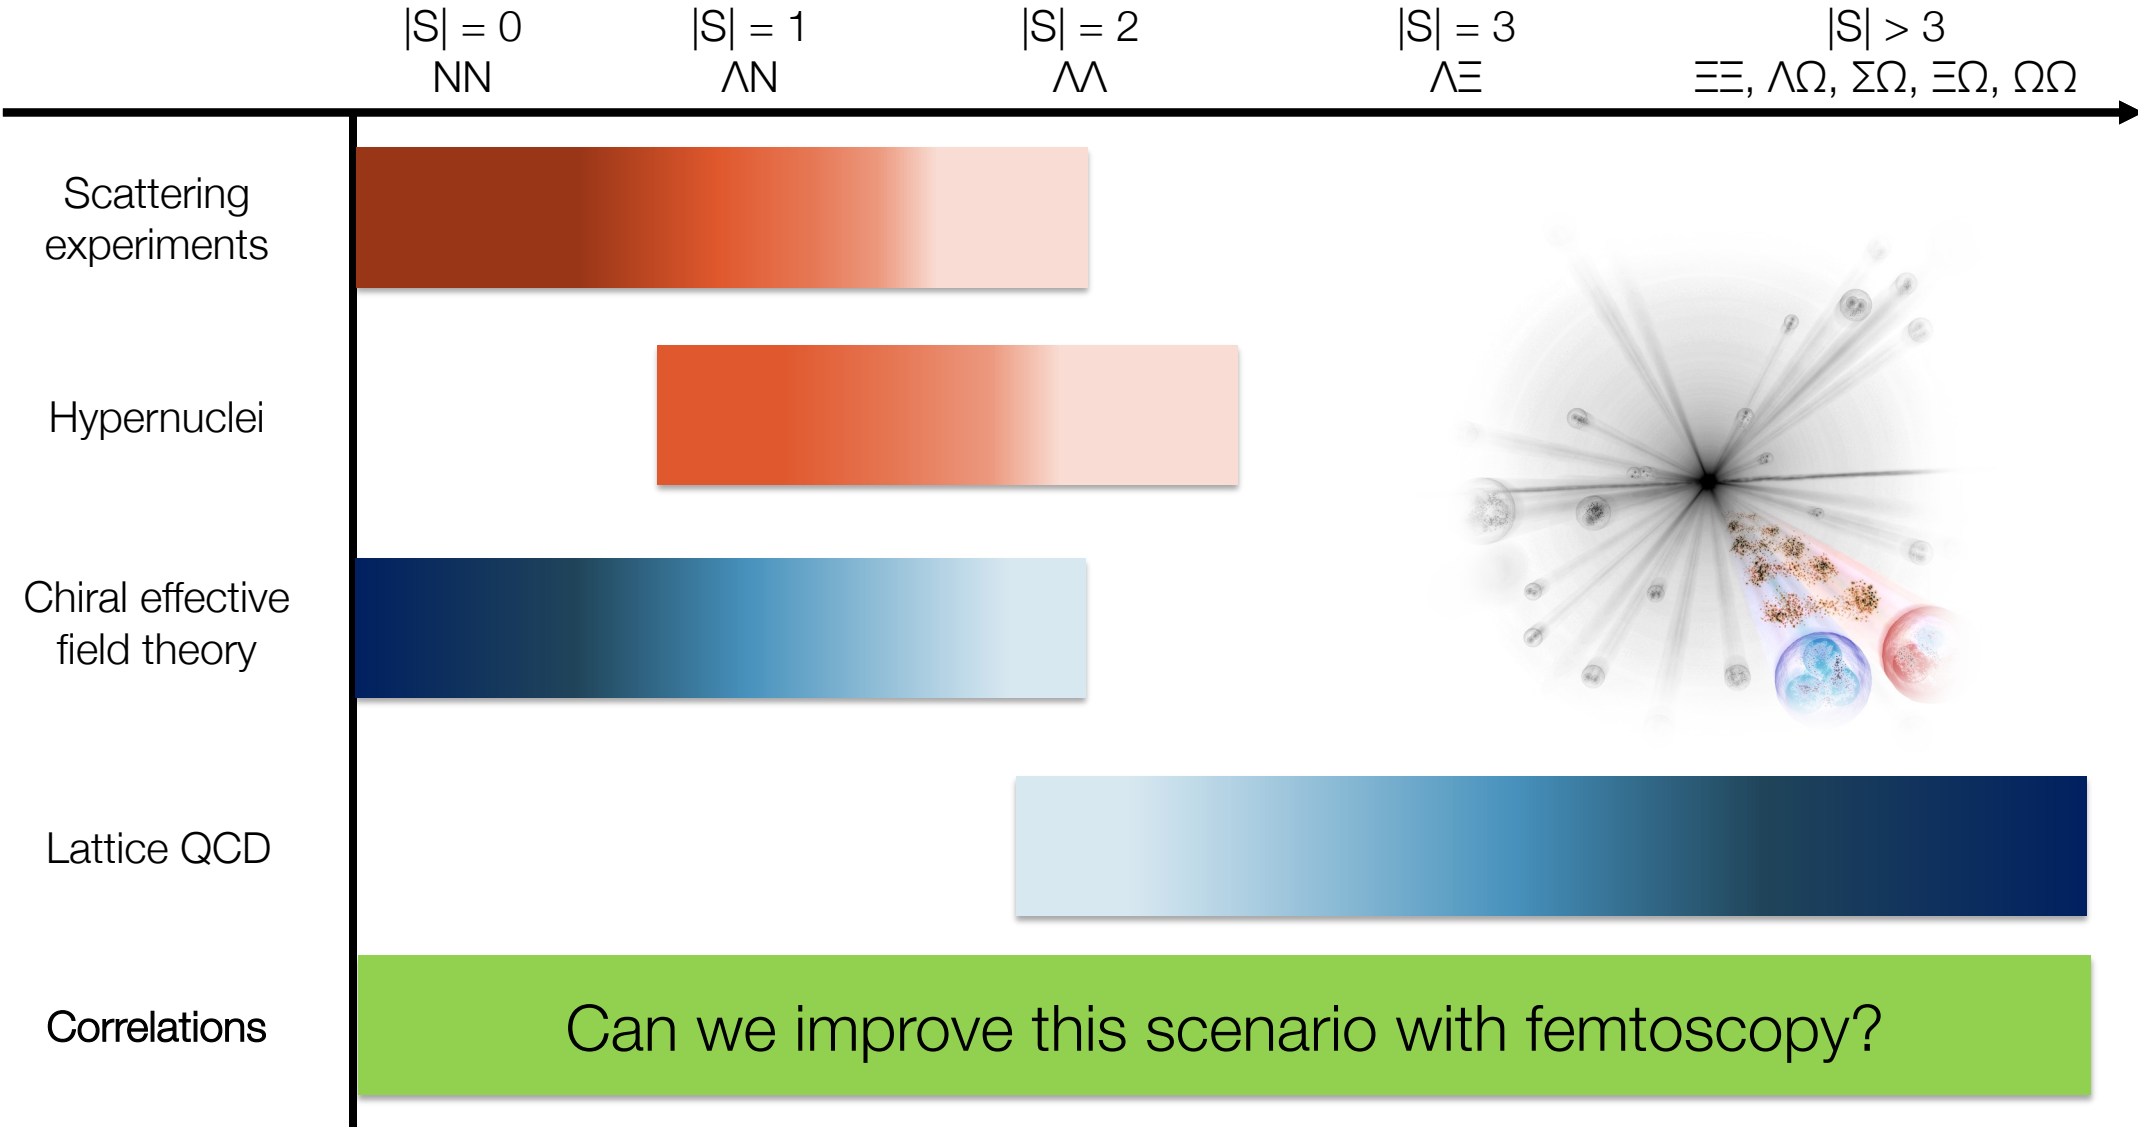 |S| = 0
|S| = 1
|S| = 2
|S| = 3
|S| > 3
NN
ΛN
ΛΛ
ΛΞ
ΞΞ, ΛΩ, ΣΩ, ΞΩ, ΩΩ
Scattering
experiments
Hypernuclei
Chiral effective
field theory
Lattice QCD
Correlations
Can we improve this scenario with femtoscopy?